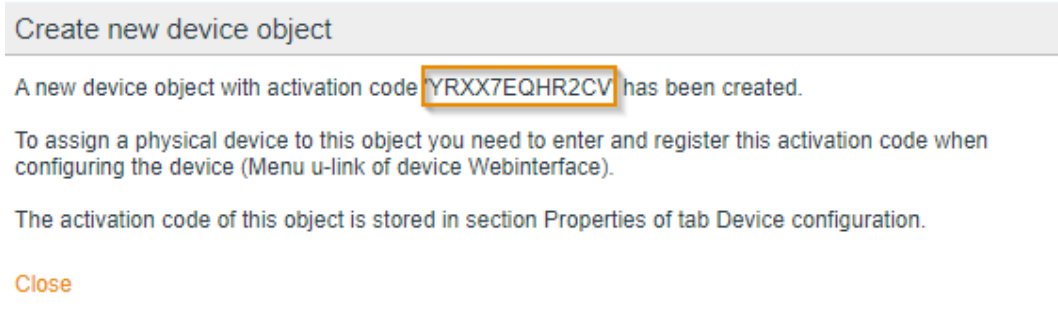 Create new device object
A new device object with activation code 'YRXX7EQHR2CV' has been created.
To assign a physical device to this object you need to enter and register this activation code when
configuring the device (Menu u-link of device Webinterface).
The activation code of this object is stored in section Properties of tab Device configuration.
Close